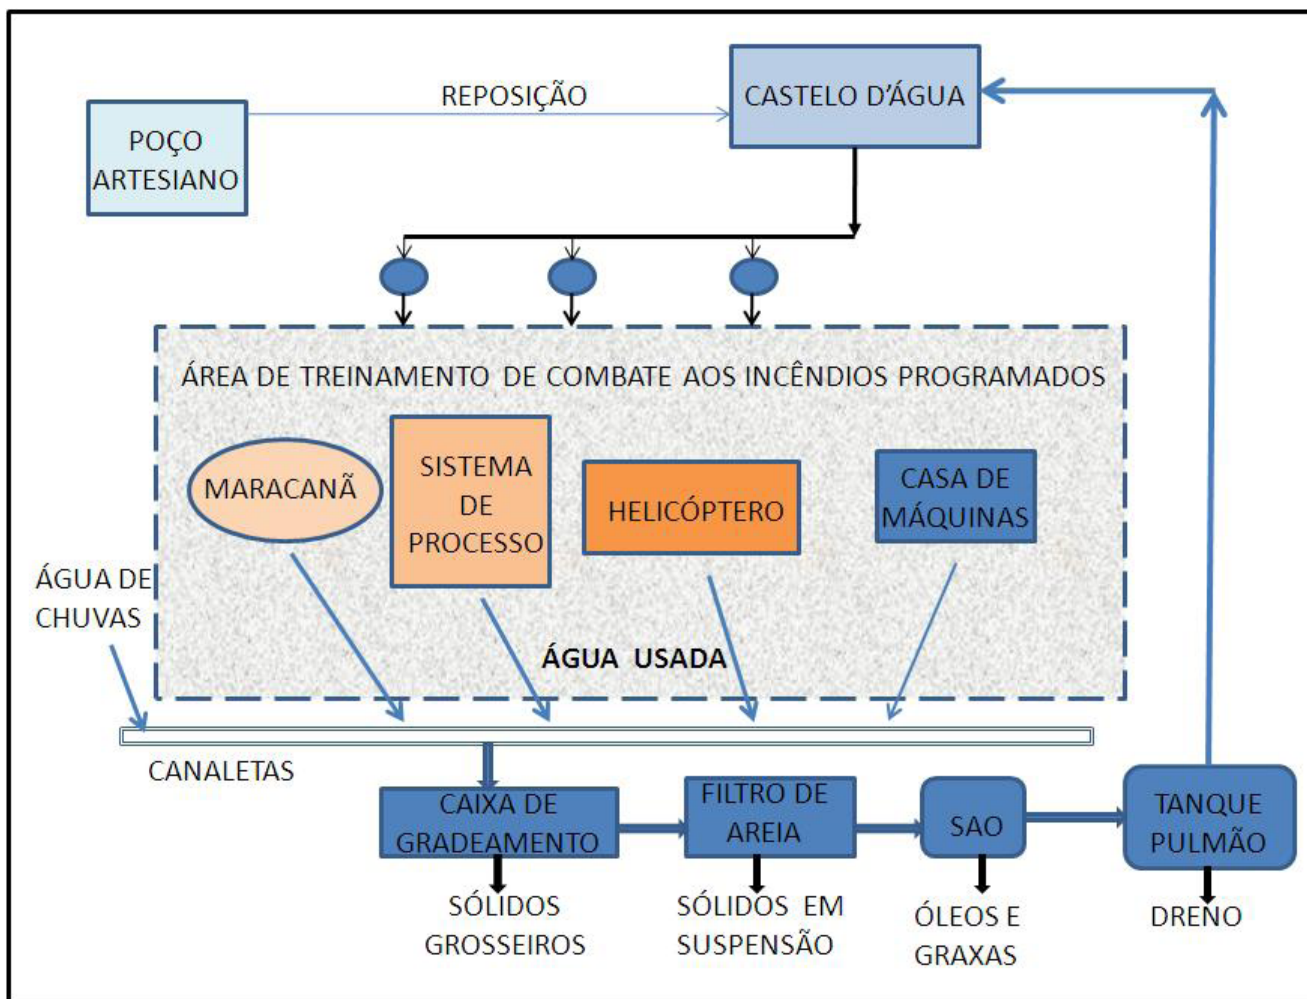 REPOSIÇÃO
CASTELO D'ÁGUA
POÇO
ARTESIANO
ÁREA DE TREINAMENTO DE COMBATE AOS INCÊNDIOS PROGRAMADOS
MARACANÃ
SISTEMA
DE
PROCESSO
HELICÓPTERO
CASA DE
MÁQUINAS
ÁGUA DE
CHUVAS
ÁGUA USADA
CANALETAS
CAIXA DE
GRADEAMENTO
FILTRO DE
AREIA
SAO
TANQUE
PULMÃO
SÓLIDOS
GROSSEIROS
SÓLIDOS EM
SUSPENSÃO
ÓLEOS E
GRAXAS
DRENO